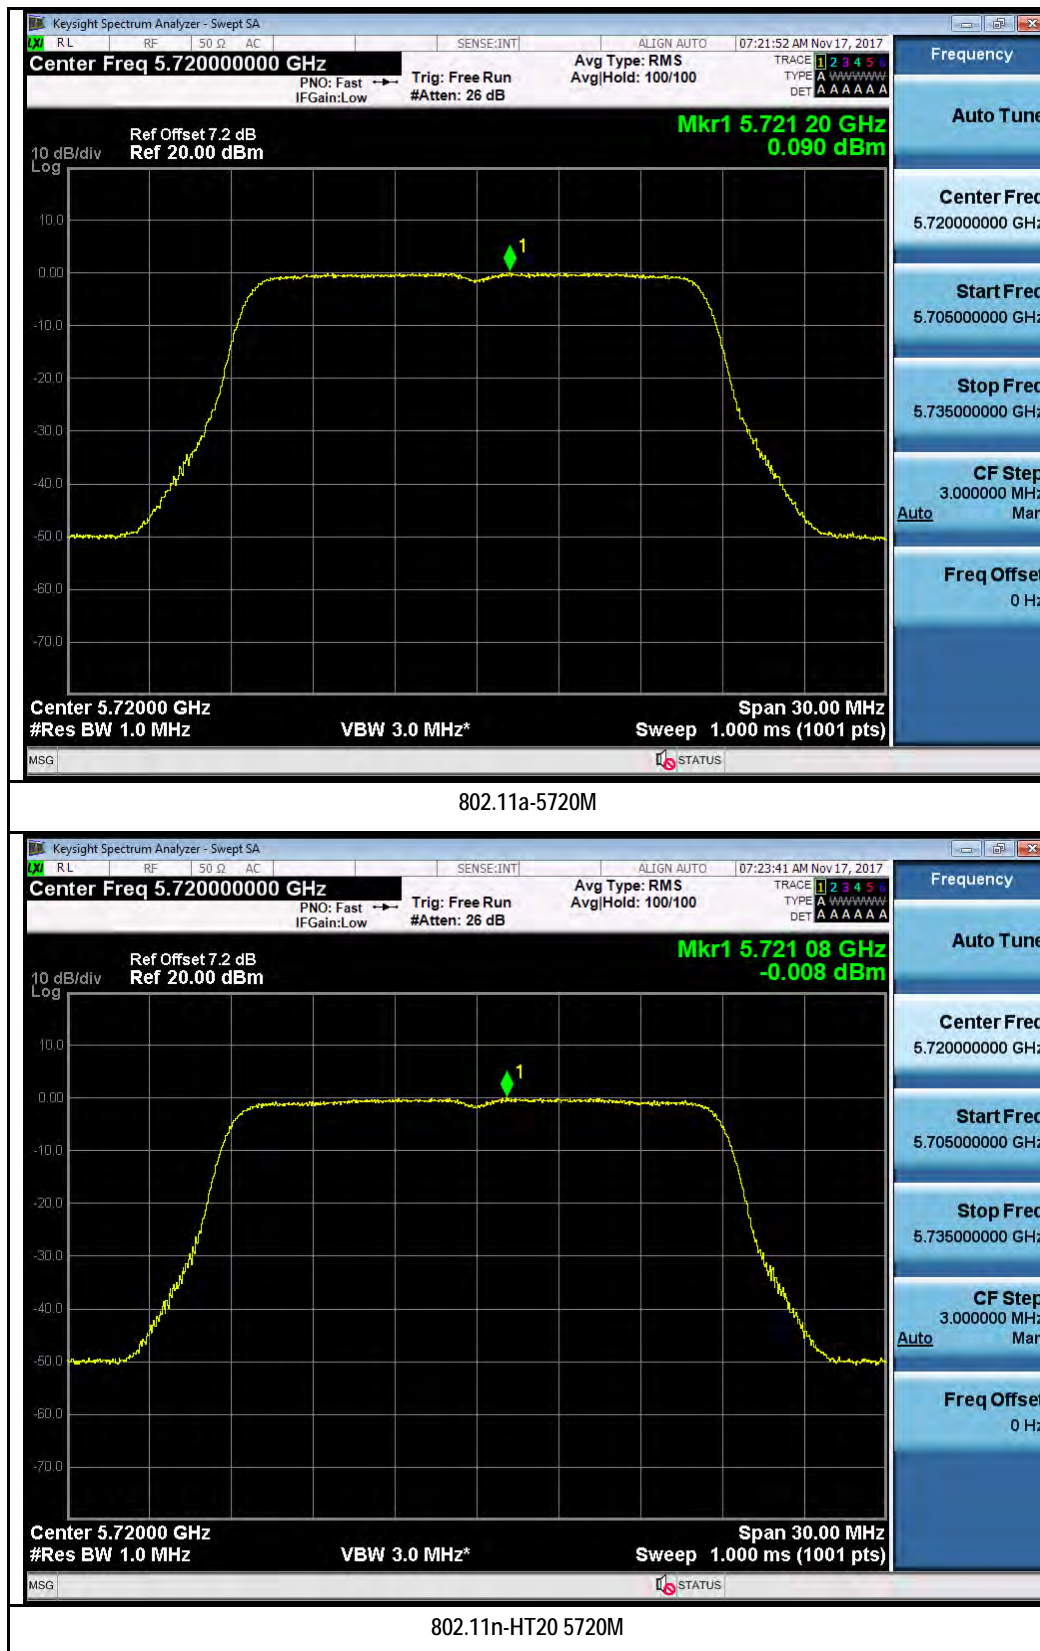 Keysight Spectrum Analyzer - Swept SA
LXI RL RF 50 Ω AC SENSE:INT ALIGN AUTO 07:21:52 AM Nov 17, 2017
Center Freq 5.720000000 GHz
PNO: Fast
IFGain:Low
Trig: Free Run
#Atten: 26 dB
Avg Type: RMS
Avg|Hold: 100/100
TRACE 1 2 3 4 5 6
TYPE A WWWWW
DET A A A A A A
Frequency
Ref Offset 7.2 dB
10 dB/div Ref 20.00 dBm
Log
Mkr1 5.721 20 GHz
0.090 dBm
10.0
0.00
-10.0
-20.0
-30.0
-40.0
-50.0
-60.0
-70.0
1
Center 5.72000 GHz Span 30.00 MHz
#Res BW 1.0 MHz VBW 3.0 MHz* Sweep 1.000 ms (1001 pts)
MSG STATUS
Auto Tune
Center Freq
5.720000000 GHz
Start Freq
5.705000000 GHz
Stop Freq
5.735000000 GHz
CF Step
3.000000 MHz
Auto Man
Freq Offset
0 Hz
802.11a-5720M
Keysight Spectrum Analyzer - Swept SA
LXI RL RF 50 Ω AC SENSE:INT ALIGN AUTO 07:23:41 AM Nov 17, 2017
Center Freq 5.720000000 GHz
PNO: Fast
IFGain:Low
Trig: Free Run
#Atten: 26 dB
Avg Type: RMS
Avg|Hold: 100/100
TRACE 1 2 3 4 5 6
TYPE A WWWWW
DET A A A A A A
Frequency
Ref Offset 7.2 dB
10 dB/div Ref 20.00 dBm
Log
Mkr1 5.721 08 GHz
-0.008 dBm
10.0
0.00
-10.0
-20.0
-30.0
-40.0
-50.0
-60.0
-70.0
1
Center 5.72000 GHz Span 30.00 MHz
#Res BW 1.0 MHz VBW 3.0 MHz* Sweep 1.000 ms (1001 pts)
MSG STATUS
Auto Tune
Center Freq
5.720000000 GHz
Start Freq
5.705000000 GHz
Stop Freq
5.735000000 GHz
CF Step
3.000000 MHz
Auto Man
Freq Offset
0 Hz
802.11n-HT20 5720M